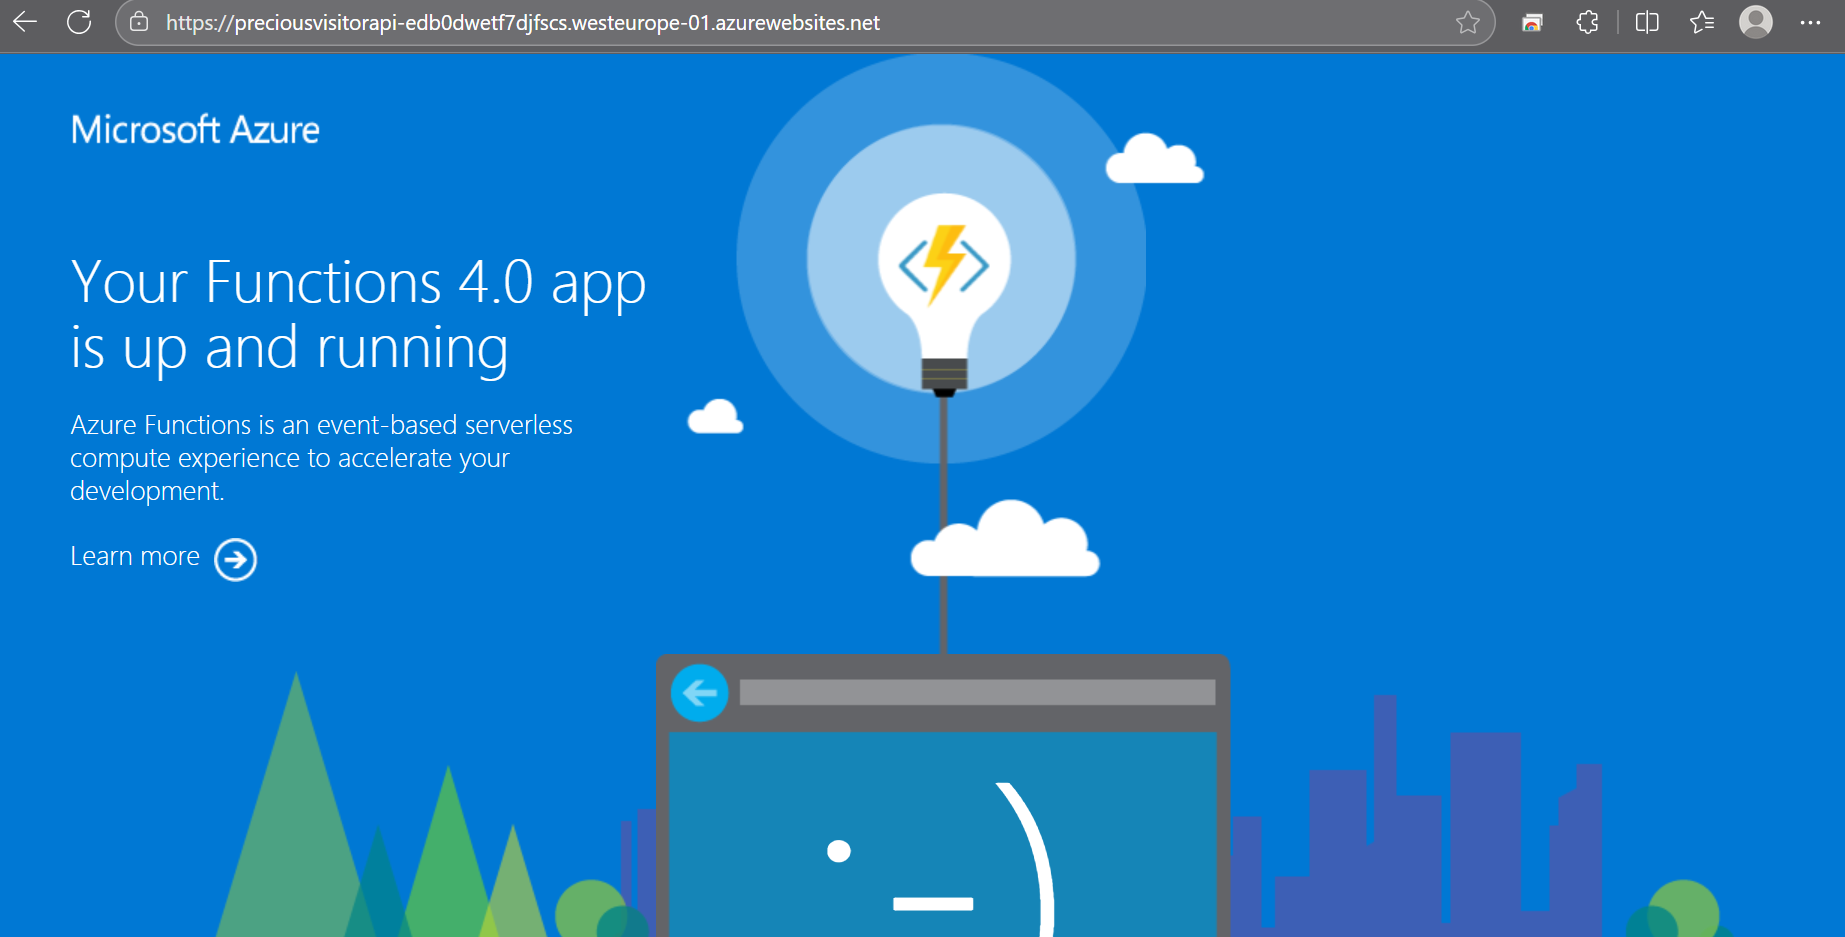 https://preciousvisitorapi-edb0dwetf7djfscs.westeurope-01.azurewebsites.net
Microsoft Azure
Your Functions 4.0 app
is up and running
Azure Functions is an event-based serverless
compute experience to accelerate your
development.
Learn more